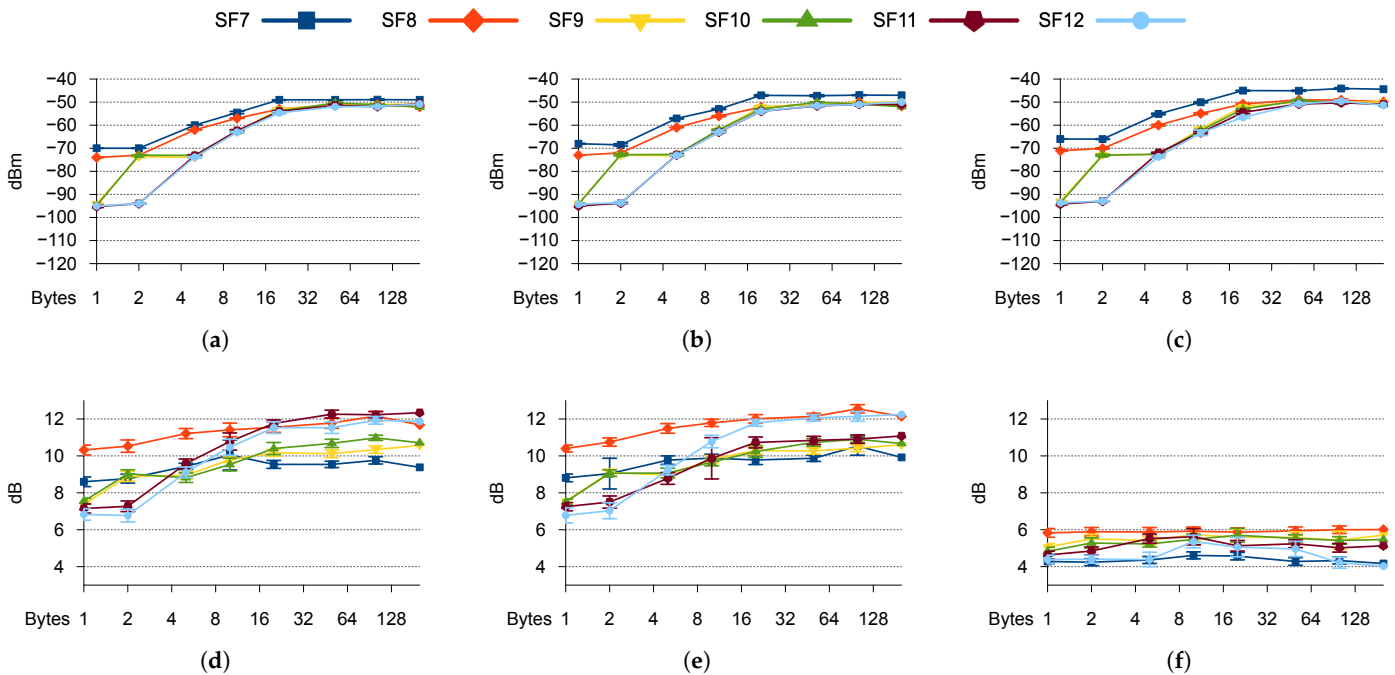 SF7 SF8 SF9 SF10 SF11 SF12
−40 −40 −40
−50 −50 −50
−60 −60 −60
−70 −70 −70
−80 −80 −80
−90 −90 −90
−100 −100 −100
−110 −110 −110
−120 −120 −120
dBm dBm dBm
Bytes 1 2 4 8 16 32 64 128 Bytes 1 2 4 8 16 32 64 128 Bytes 1 2 4 8 16 32 64 128
(a) (b) (c)
12 12 12
10 10 10
8 8 8
6 6 6
4 4 4
dB dB dB
Bytes 1 2 4 8 16 32 64 128 Bytes 1 2 4 8 16 32 64 128 Bytes 1 2 4 8 16 32 64 128
(d) (e) (f)